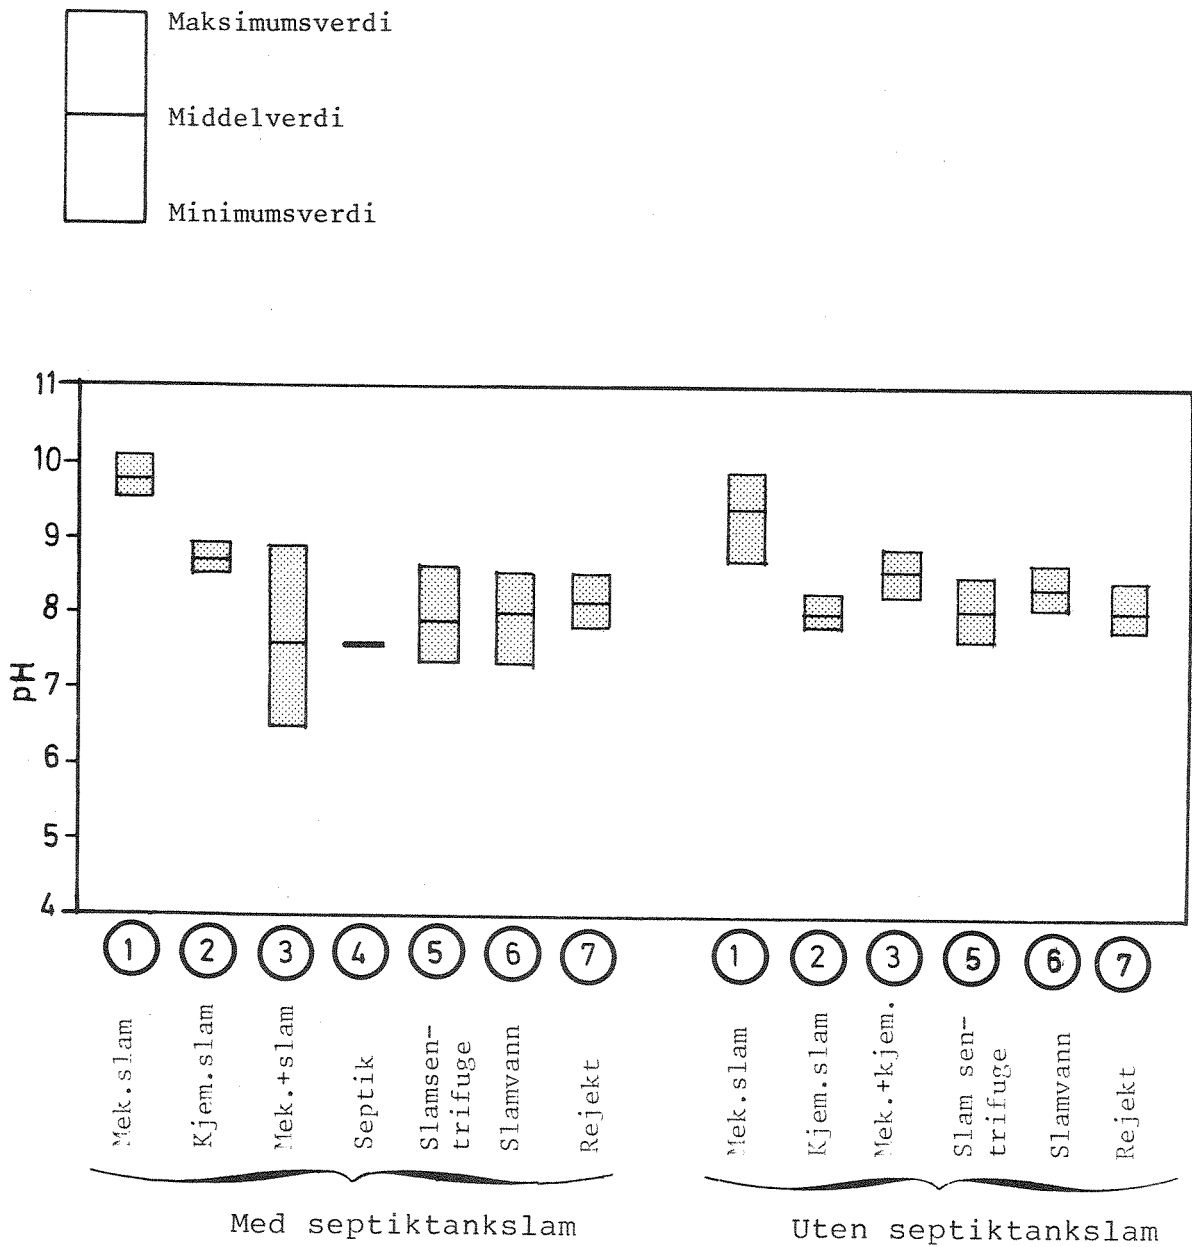 Maksimumsverdi
Middelverdi
Minimumsverdi
11
10
9
8
7
6
5
4
pH
1 2 3 4 5 6 7 1 2 3 5 6 7
Mek.slam
Kjem.slam
Mek.+slam
Septik
Slamsen-
trifuge
Slamvann
Rejekt
Mek.slam
Kjem.slam
Mek.+kjem.
Slam sen-
trifuge
Slamvann
Rejekt
Med septiktankslam
Uten septiktankslam